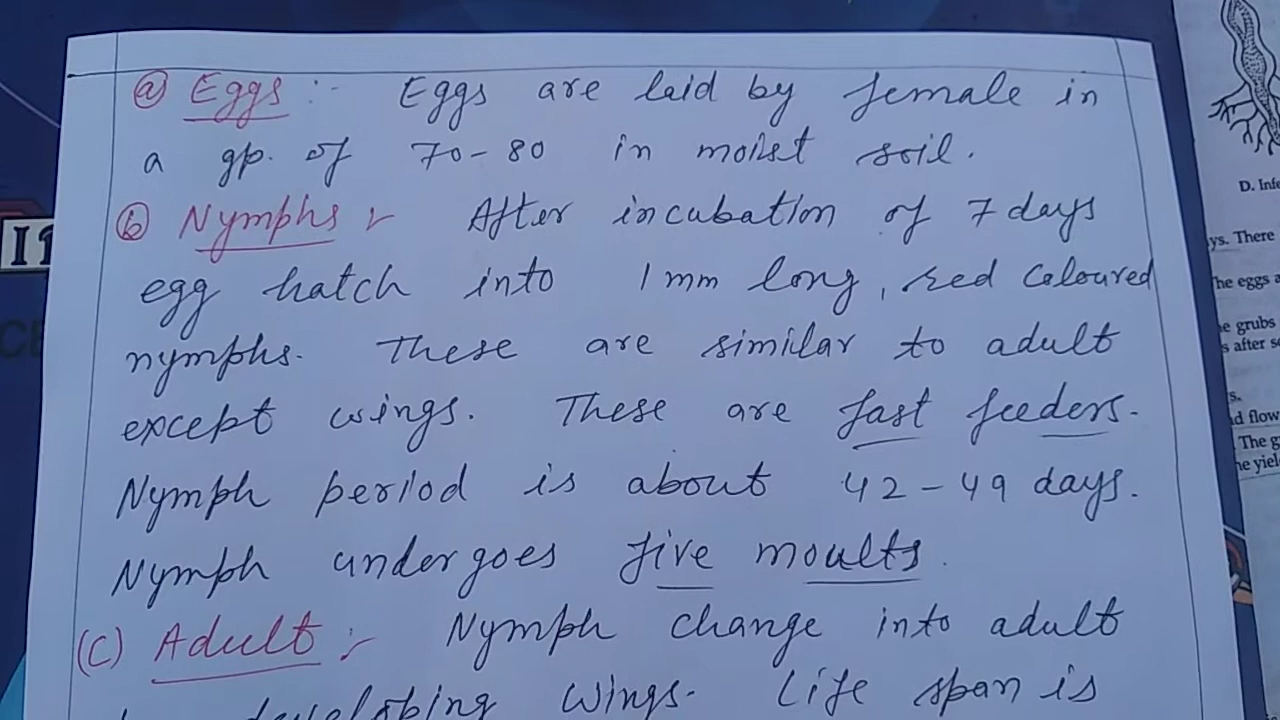 (a) Eggs :- Eggs are laid by female in
a gp. of 70-80 in moist soil.
(b) Nymphs :- After incubation of 7 days
egg hatch into 1mm long, red coloured
nymphs. These are similar to adult
except wings. These are fast feeders.
Nymph period is about 42-49 days.
Nymph undergoes five moults.
(c) Adult :- Nymph change into adult
developing wings. Life span is
D. Inf
ys. There
he eggs a
e grubs
s after s
s.
d flow
The g
e yiel